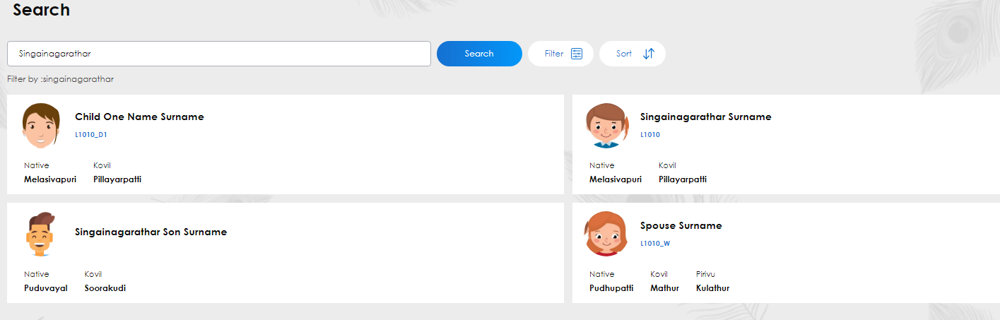 Search
Singainagarathar
Search
Filter
Sort
Filter by :singainagarathar
Child One Name Surname
L1010_D1
Native Kovil
Melasivapuri Pillayarpatti
Singainagarathar Surname
L1010
Native Kovil
Melasivapuri Pillayarpatti
Singainagarathar Son Surname
Native Kovil
Puduvayal Soorakudi
Spouse Surname
L1010_W
Native Kovil Pirivu
Pudhupatti Mathur Kulathur